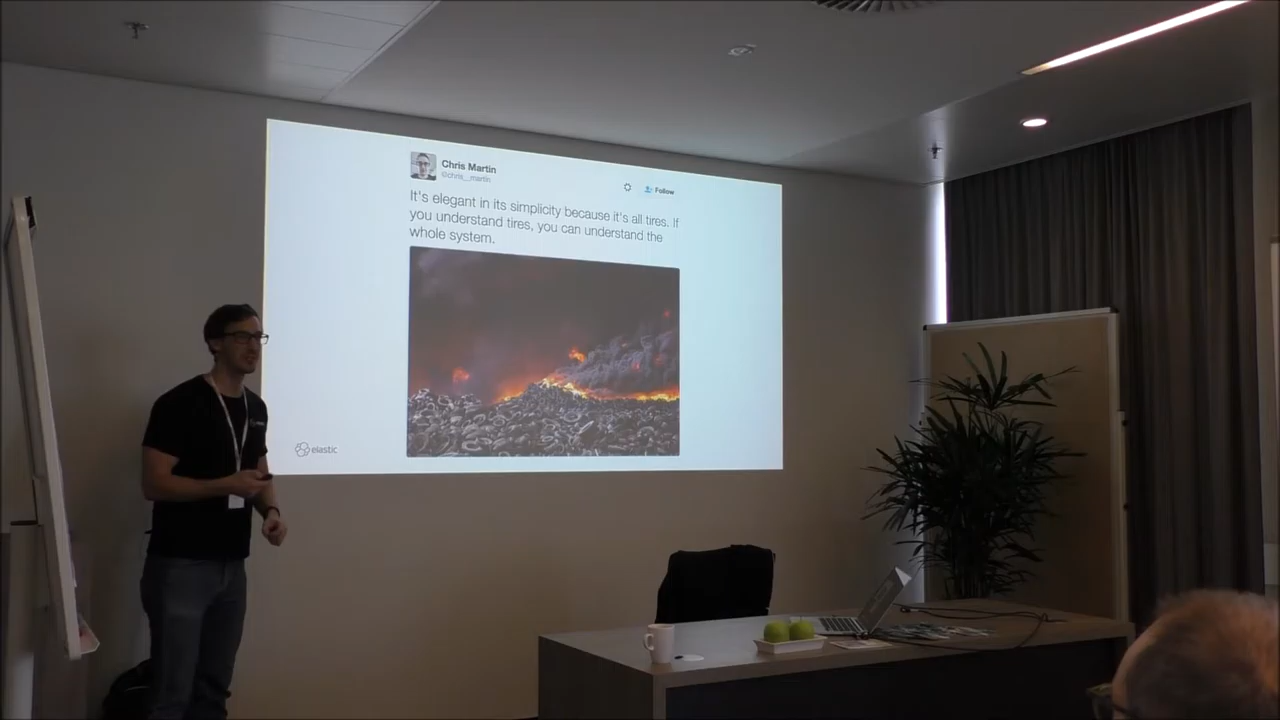 Chris Martin
@chris__martin
Follow
It's elegant in its simplicity because it's all tires. If
you understand tires, you can understand the
whole system.
elastic